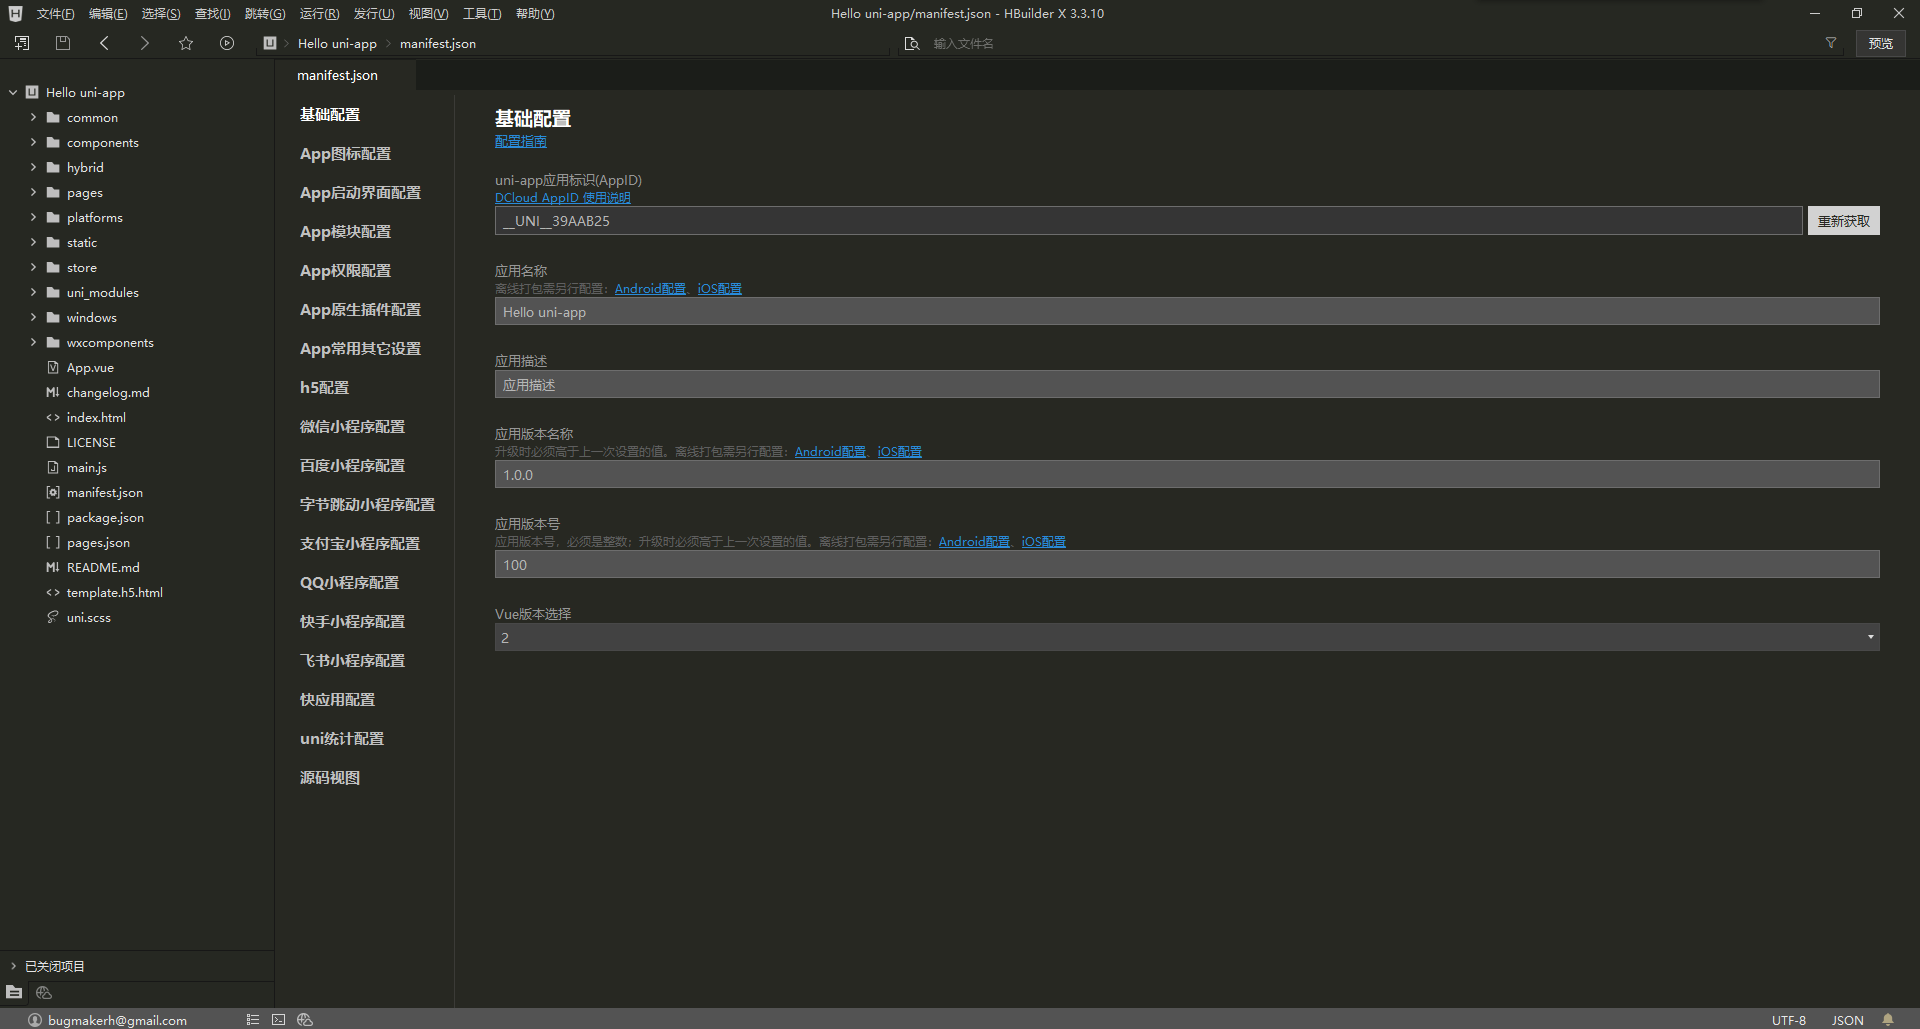 文件(F) 编辑(E) 选择(S) 查找(I) 跳转(G) 运行(R) 发行(U) 视图(V) 工具(T) 帮助(Y)
Hello uni-app/manifest.json - HBuilder X 3.3.10
Hello uni-app manifest.json
输入文件名
预览
Hello uni-app
common
components
hybrid
pages
platforms
static
store
uni_modules
windows
wxcomponents
App.vue
changelog.md
index.html
LICENSE
main.js
manifest.json
package.json
pages.json
README.md
template.h5.html
uni.scss
已关闭项目
manifest.json
基础配置
App图标配置
App启动界面配置
App模块配置
App权限配置
App原生插件配置
App常用其它设置
h5配置
微信小程序配置
百度小程序配置
字节跳动小程序配置
支付宝小程序配置
QQ小程序配置
快手小程序配置
飞书小程序配置
快应用配置
uni统计配置
源码视图
基础配置
配置指南
uni-app应用标识(AppID)
DCloud AppID 使用说明
__UNI__39AAB25
重新获取
应用名称
离线打包需另行配置：Android配置、iOS配置
Hello uni-app
应用描述
应用描述
应用版本名称
升级时必须高于上一次设置的值。离线打包需另行配置：Android配置、iOS配置
1.0.0
应用版本号
应用版本号，必须是整数；升级时必须高于上一次设置的值。离线打包需另行配置：Android配置、iOS配置
100
Vue版本选择
2
bugmakerh@gmail.com
UTF-8
JSON